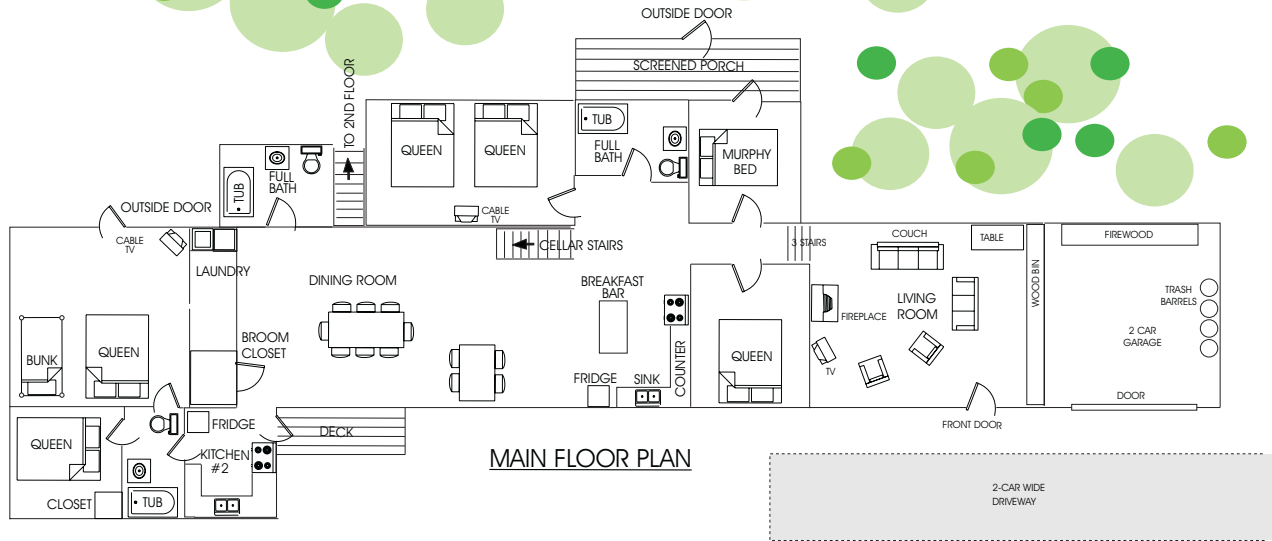 OUTSIDE DOOR
SCREENED PORCH
TO 2ND FLOOR
TUB
FULL
BATH
QUEEN
QUEEN
MURPHY
BED
CABLE
TV
TUB
FULL
BATH
OUTSIDE DOOR
CABLE
TV
LAUNDRY
CELLAR STAIRS
3 STAIRS
COUCH
TABLE
FIREWOOD
WOOD BIN
DINING ROOM
BREAKFAST
BAR
LIVING
ROOM
FIREPLACE
TRASH
BARRELS
2 CAR
GARAGE
BROOM
CLOSET
BUNK
QUEEN
QUEEN
TV
FRIDGE
SINK
COUNTER
DOOR
FRONT DOOR
QUEEN
FRIDGE
KITCHEN
#2
DECK
CLOSET
TUB
MAIN FLOOR PLAN
2-CAR WIDE
DRIVEWAY